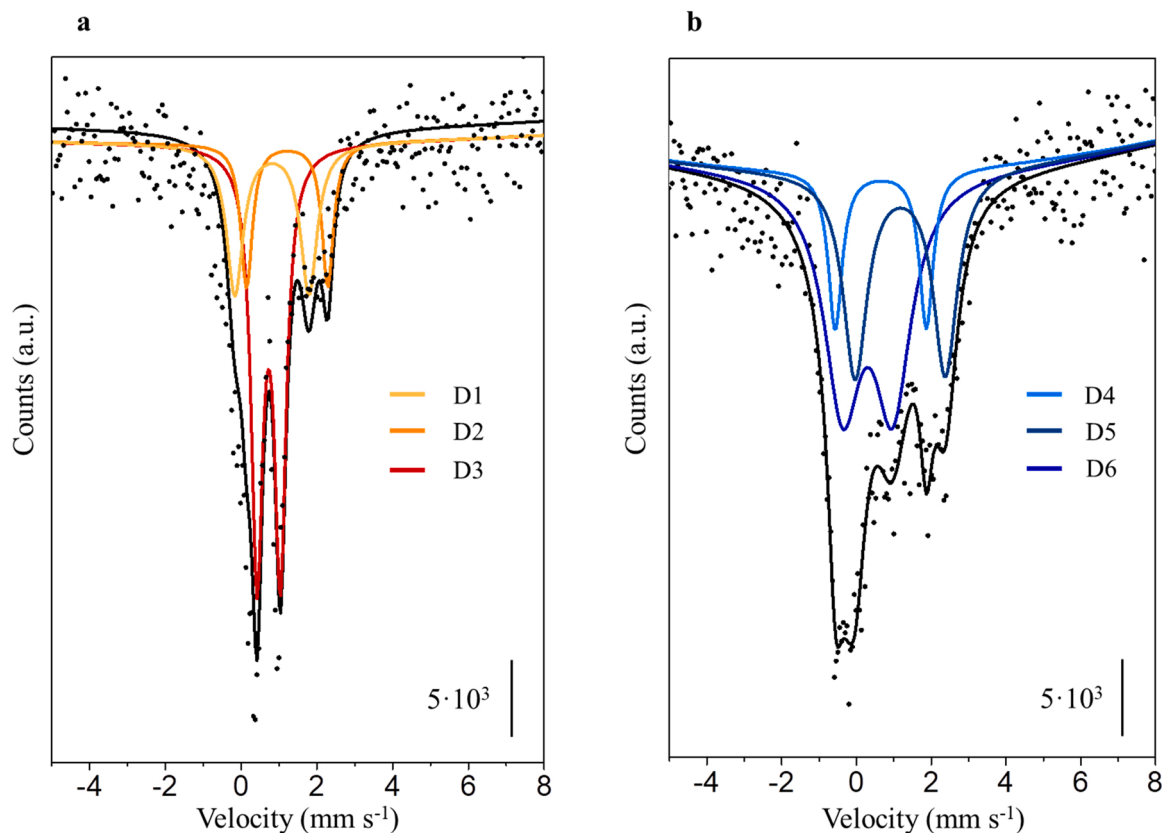 a
Counts (a.u.)
D1
D2
D3
5·10³
-4 -2 0 2 4 6 8
Velocity (mm s⁻¹)
b
Counts (a.u.)
D4
D5
D6
5·10³
-4 -2 0 2 4 6 8
Velocity (mm s⁻¹)